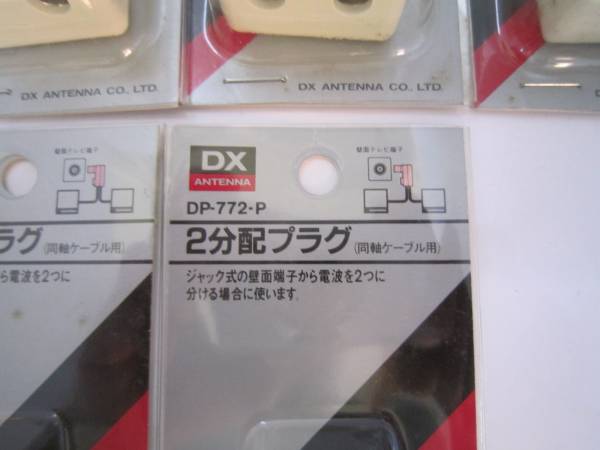 DX ANTENNA CO., LTD.
DX ANTENNA CO., LTD.
DX ANTENNA
壁面テレビ端子
ラグ(同軸ケーブル用)
ら電波を2つに
DX
ANTENNA
壁面テレビ端子
DP-772-P
2分配プラグ(同軸ケーブル用)
ジャック式の壁面端子から電波を2つに
分ける場合に使います。